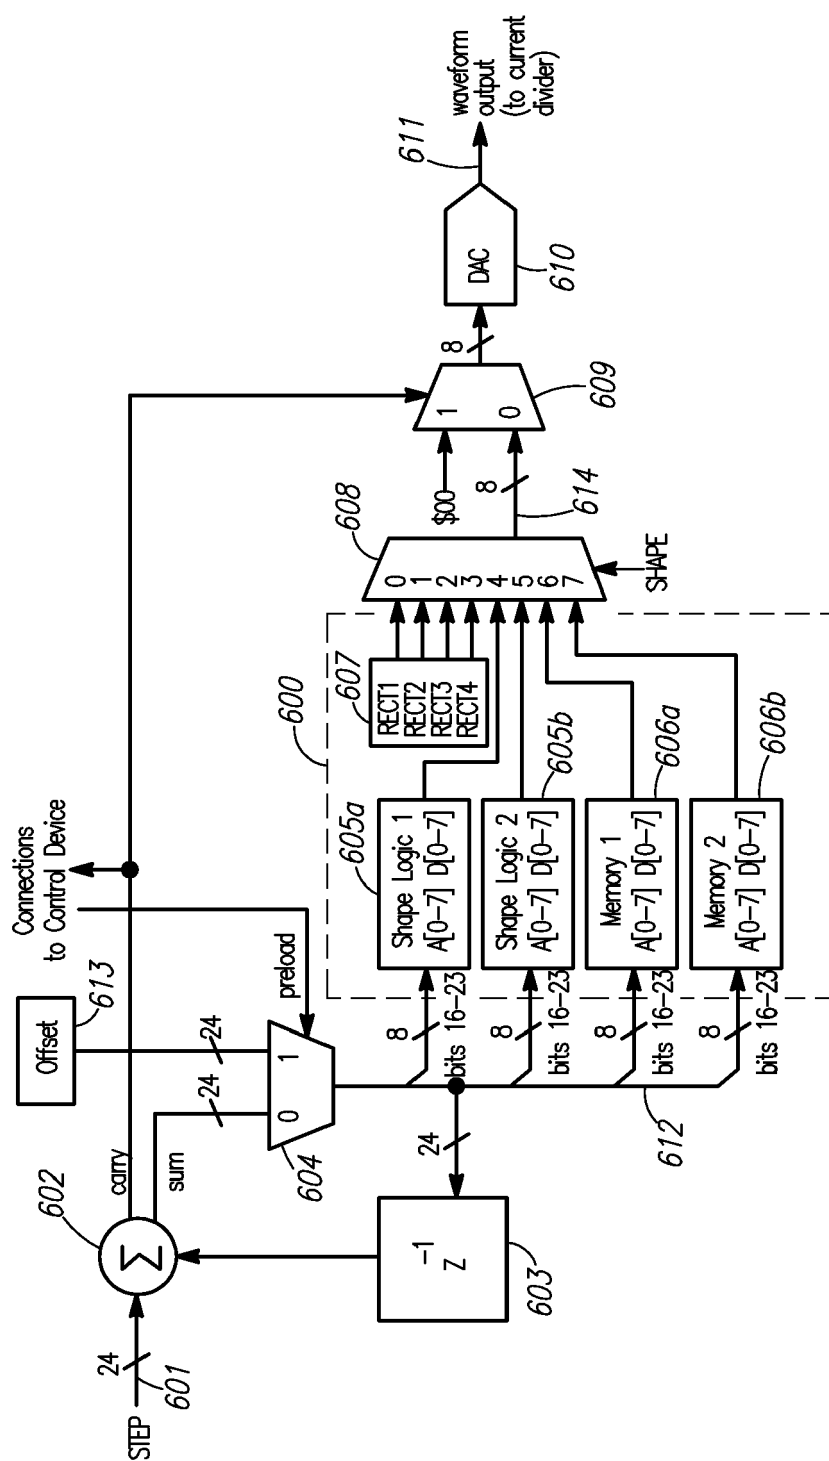 STEP
24
601
602
carry
sum
Offset
613
Connections
to Control Device
24
24
0
1
preload
604
Σ
z
−1
603
24
612
8
bits 16–23
8
bits 16–23
8
bits 16–23
8
bits 16–23
600
Shape Logic 1
A[0–7] D[0–7]
605a
Shape Logic 2
A[0–7] D[0–7]
605b
Memory 1
A[0–7] D[0–7]
606a
Memory 2
A[0–7] D[0–7]
606b
607
RECT1
RECT2
RECT3
RECT4
608
0
1
2
3
4
5
6
7
SHAPE
8
614
$00
1
0
609
8
DAC
610
611
waveform
output
(to current
divider)